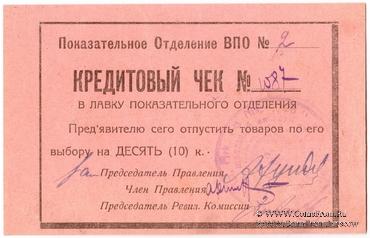 Показательное Отделение ВПО № 2
КРЕДИТОВЫЙ ЧЕК № 1087
В ЛАВКУ ПОКАЗАТЕЛЬНОГО ОТДЕЛЕНИЯ
Пред'явителю сего отпустить товаров по его
выбору на ДЕСЯТЬ (10) к.
За Председатель Правления
Член Правления
Председатель Ревиз. Комиссии